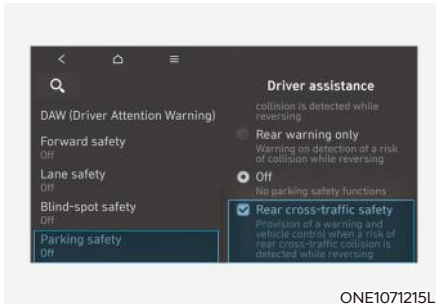 Driver assistance
DAW (Driver Attention Warning)
Forward safety
Off
Lane safety
Off
Blind-spot safety
Off
Parking safety
Off
collision is detected while
reversing
Rear warning only
Warning on detection of a risk
of collision while reversing
Off
No parking safety functions
Rear cross-traffic safety
Provision of a warning and
vehicle control when a risk of
rear cross-traffic collision is
detected while reversing
ONE1071215L